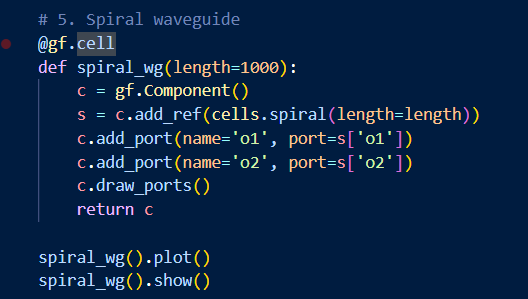 # 5. Spiral waveguide
@gf.cell
def spiral_wg(length=1000):
    c = gf.Component()
    s = c.add_ref(cells.spiral(length=length))
    c.add_port(name='o1', port=s['o1'])
    c.add_port(name='o2', port=s['o2'])
    c.draw_ports()
    return c
spiral_wg().plot()
spiral_wg().show()